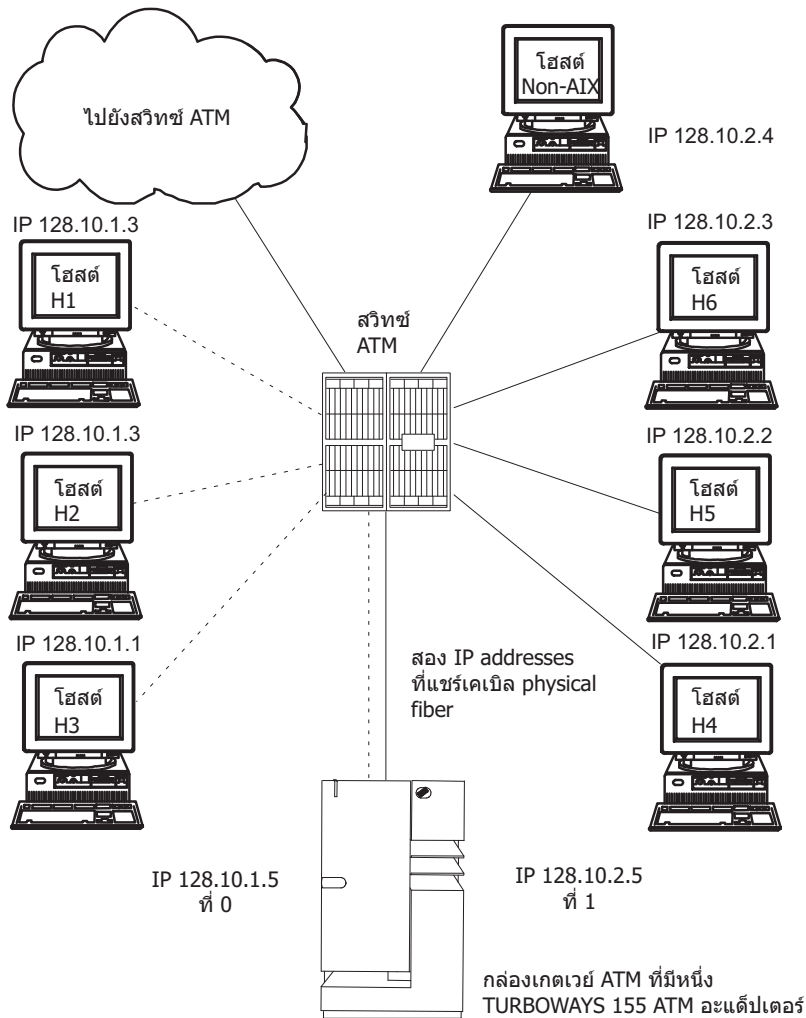 โฮสต์
Non-AIX
ไปยังสวิทซ์ ATM
IP 128.10.2.4
IP 128.10.1.3
โฮสต์
H1
IP 128.10.2.3
โฮสต์
H6
สวิทซ์
ATM
IP 128.10.1.3
โฮสต์
H2
IP 128.10.2.2
โฮสต์
H5
IP 128.10.1.1
โฮสต์
H3
สอง IP addresses
ที่แชร์เคเบิล physical
fiber
IP 128.10.2.1
โฮสต์
H4
IP 128.10.1.5
ที่ 0
IP 128.10.2.5
ที่ 1
กล่องเกตเวย์ ATM ที่มีหนึ่ง
TURBOWAYS 155 ATM อะแด็ปเตอร์